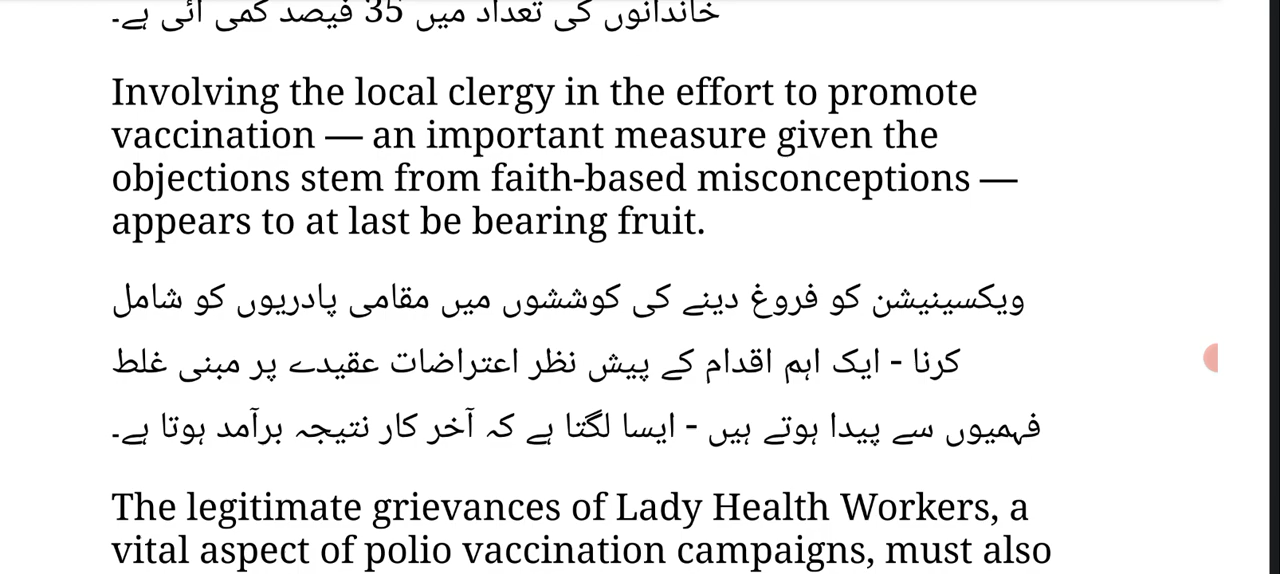 خاندانوں کی تعداد میں 35 فیصد کمی آئی ہے۔
Involving the local clergy in the effort to promote
vaccination — an important measure given the
objections stem from faith-based misconceptions —
appears to at last be bearing fruit.
ویکسینیشن کو فروغ دینے کی کوششوں میں مقامی پادریوں کو شامل
کرنا - ایک اہم اقدام کے پیش نظر اعتراضات عقیدے پر مبنی غلط
فہمیوں سے پیدا ہوتے ہیں - ایسا لگتا ہے کہ آخر کار نتیجہ برآمد ہوتا ہے۔
The legitimate grievances of Lady Health Workers, a
vital aspect of polio vaccination campaigns, must also